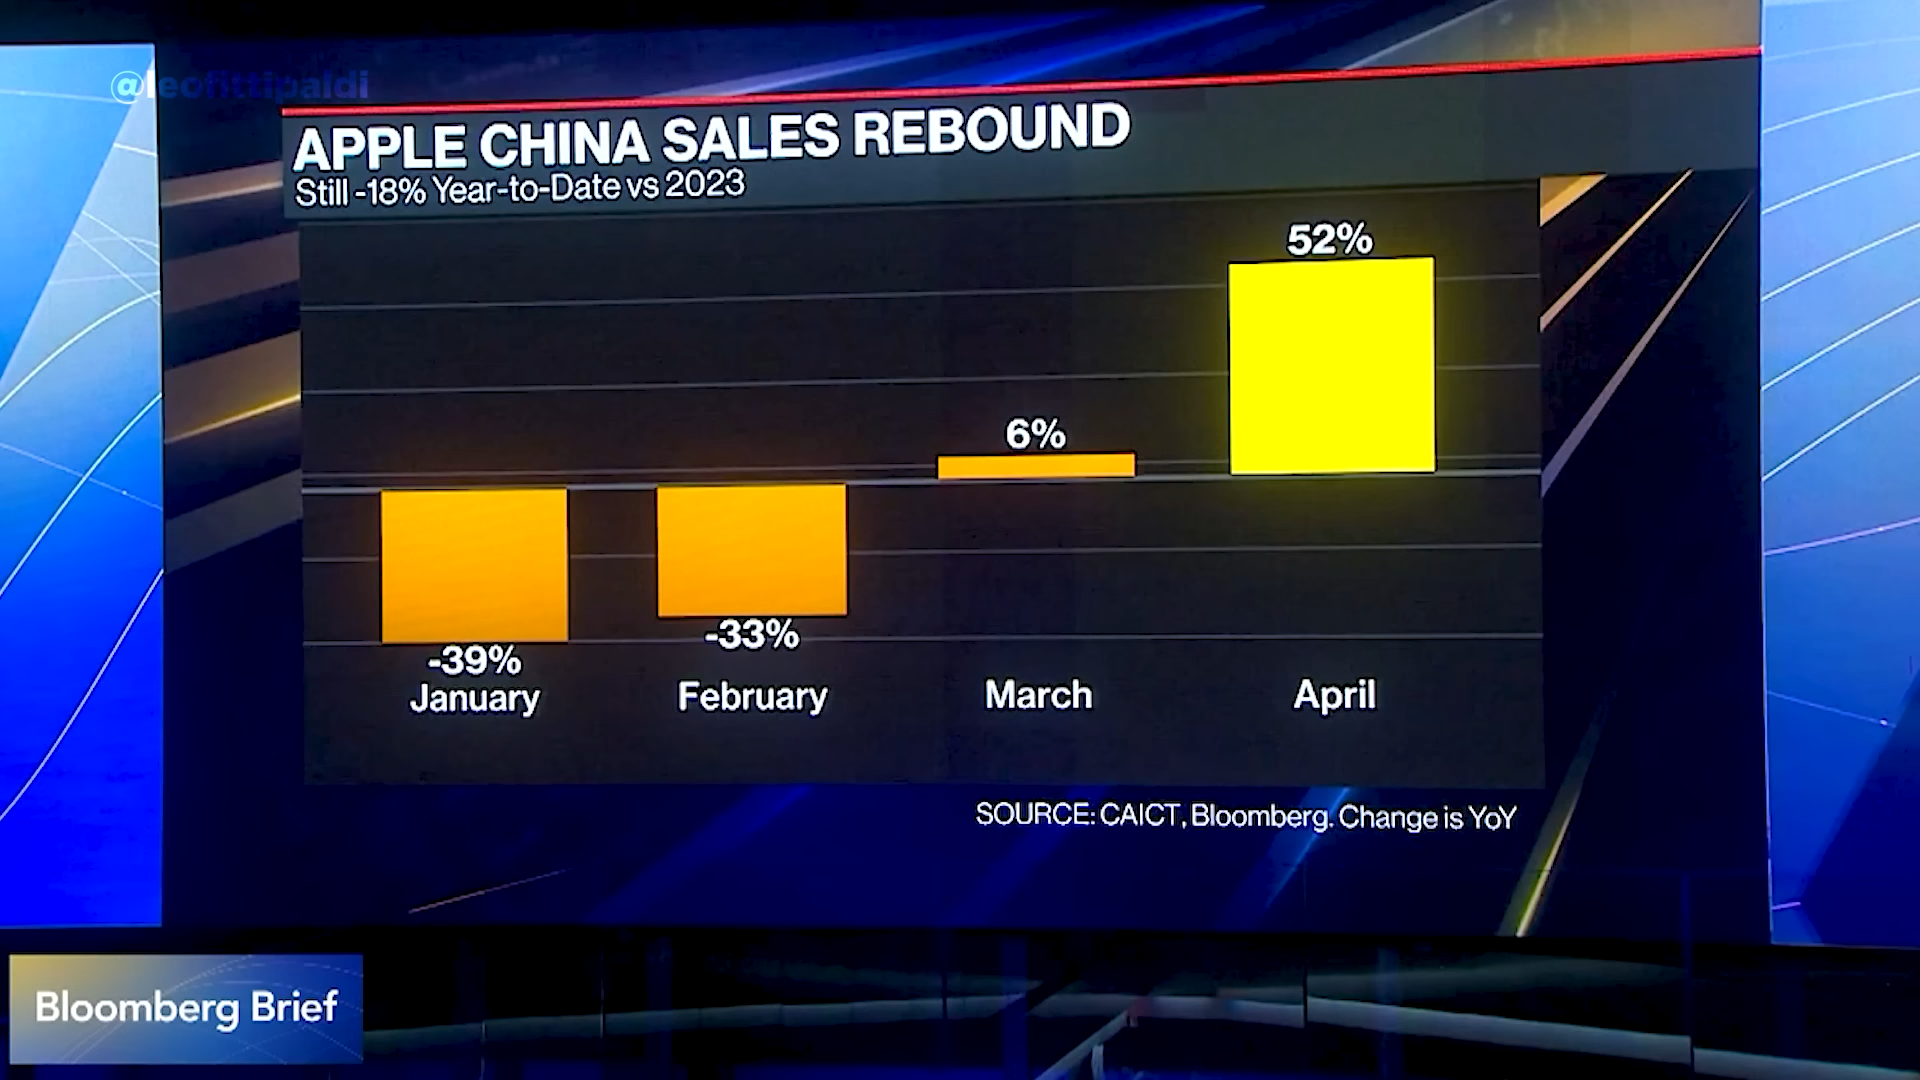 @leofittipaldi
APPLE CHINA SALES REBOUND
Still -18% Year-to-Date vs 2023
52%
6%
-39%
-33%
January
February
March
April
SOURCE: CAICT, Bloomberg. Change is YoY
Bloomberg Brief